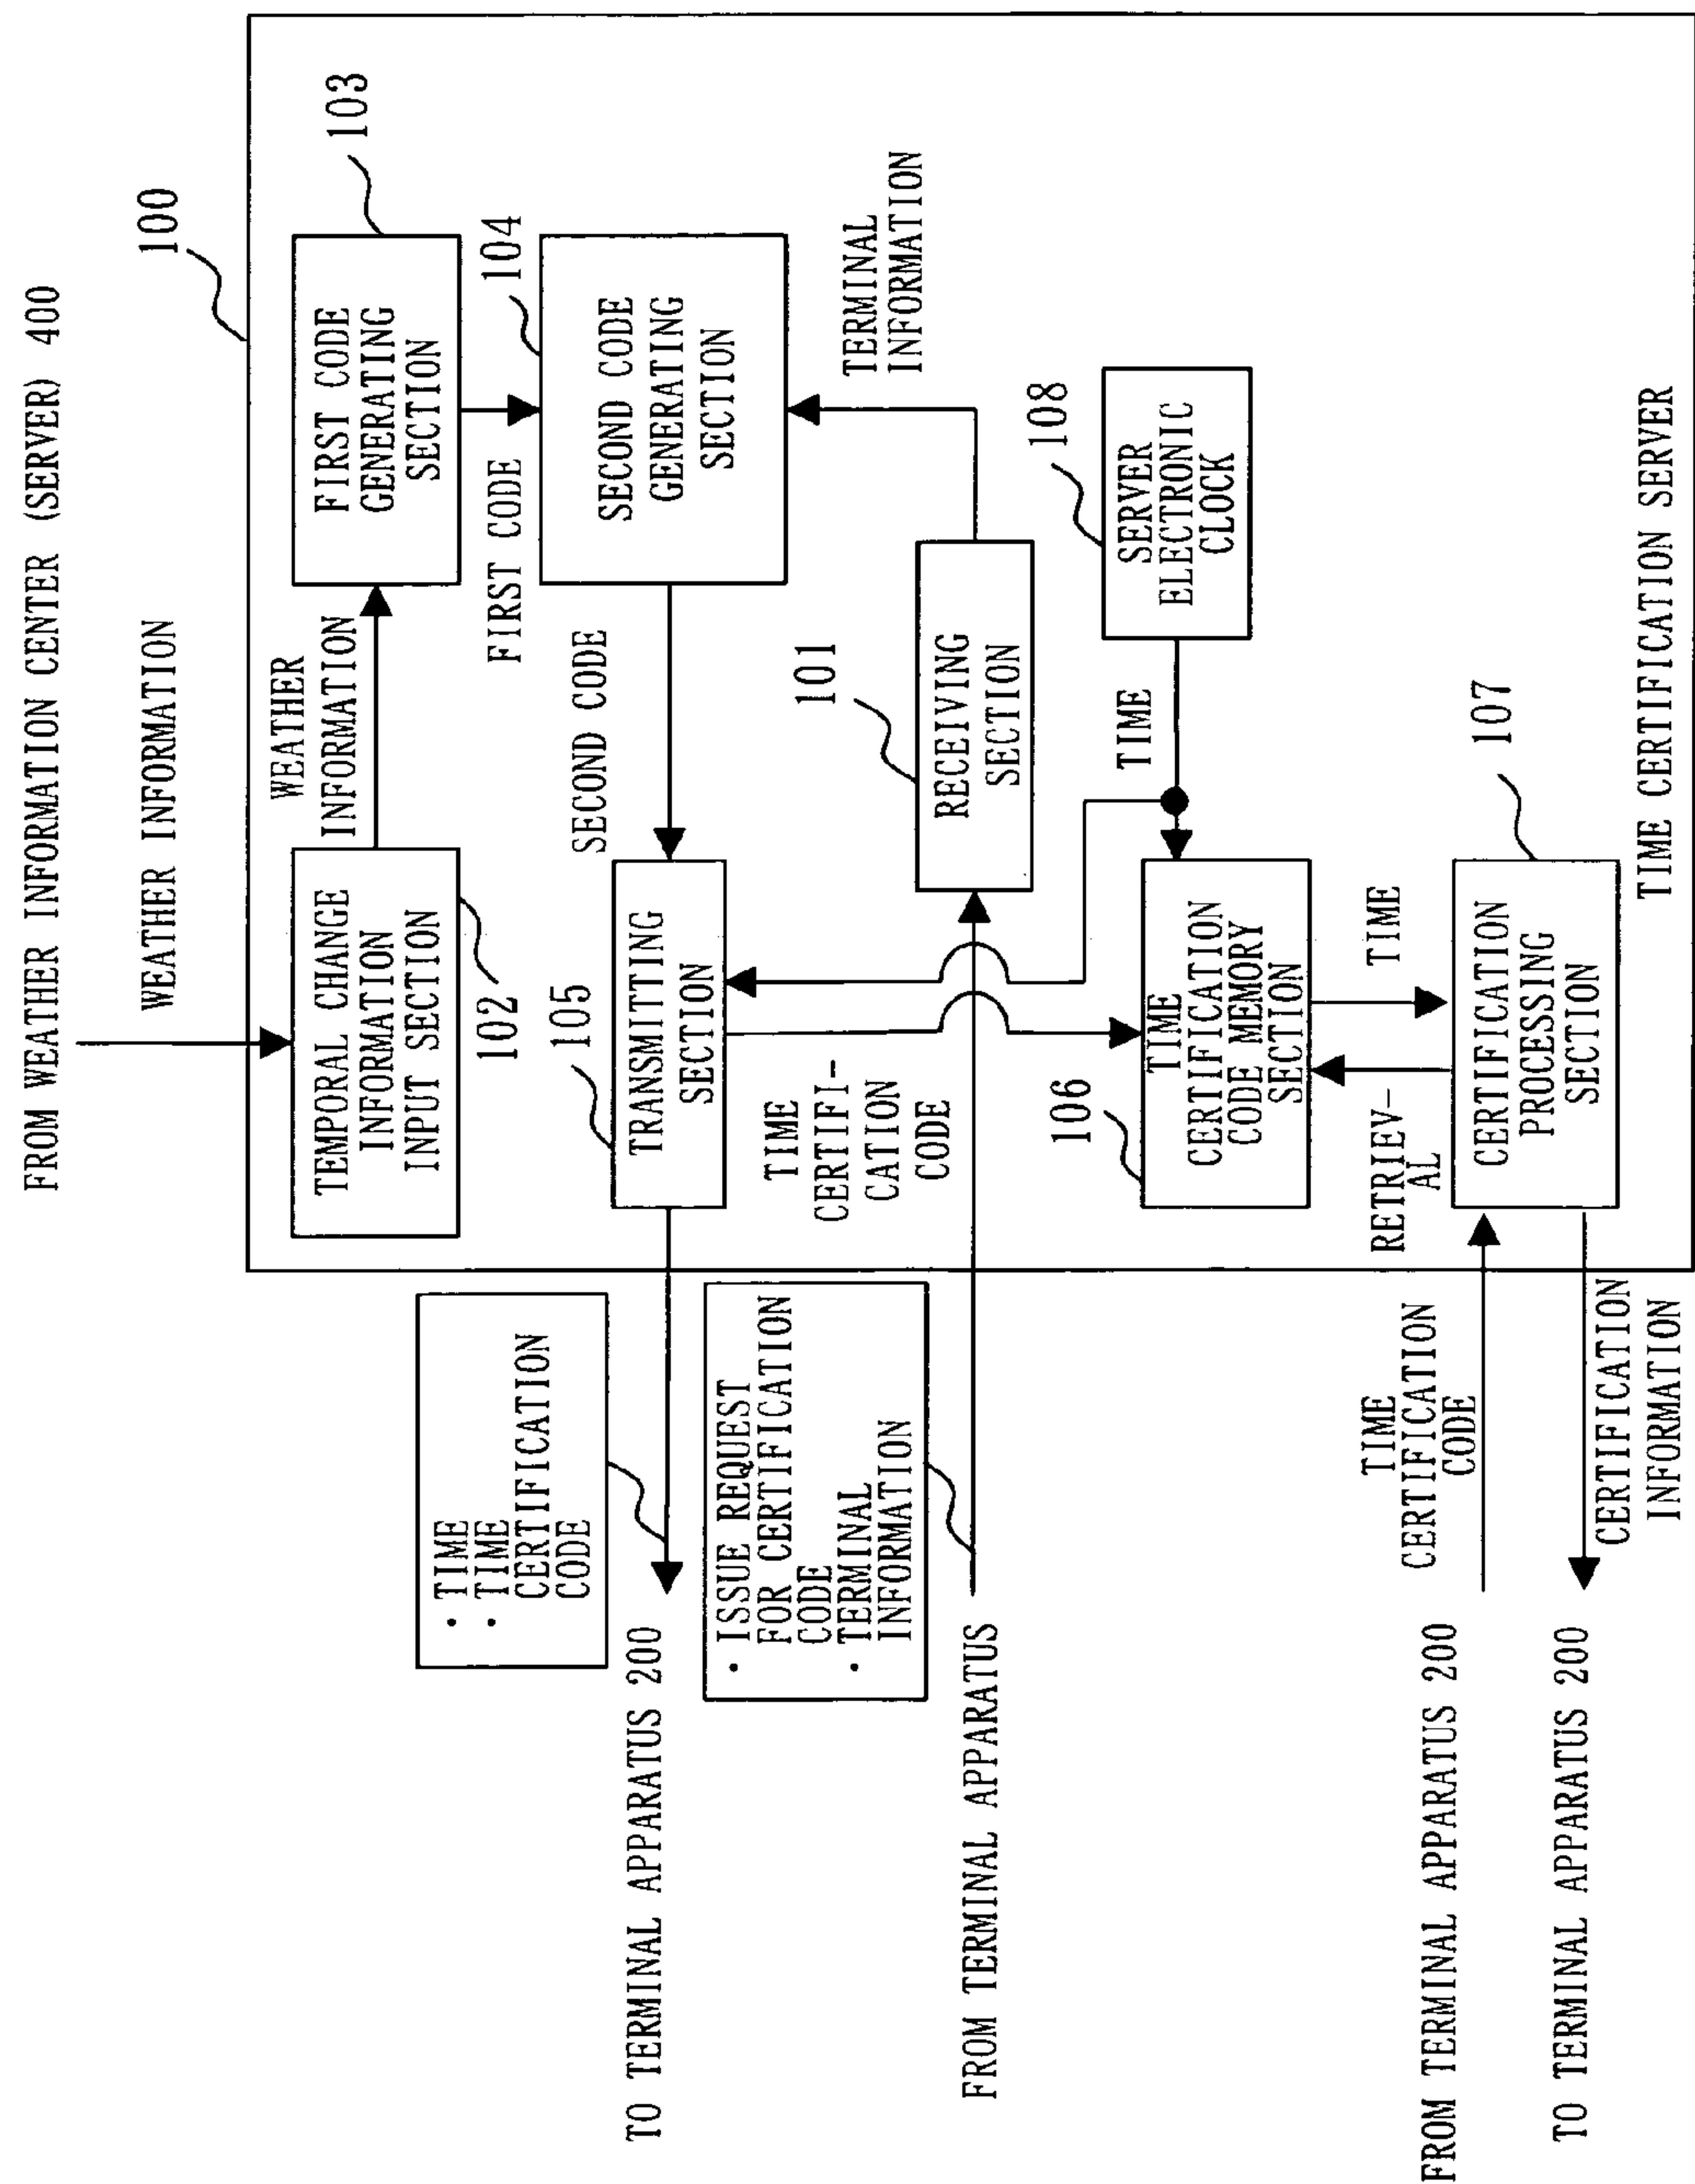 FROM WEATHER INFORMATION CENTER (SERVER) 400
WEATHER INFORMATION
100
TEMPORAL CHANGE
INFORMATION
INPUT SECTION
102
WEATHER
INFORMATION
FIRST CODE
GENERATING
SECTION
103
FIRST CODE
SECOND CODE
GENERATING
SECTION
104
SECOND CODE
TERMINAL
INFORMATION
105
TRANSMITTING
SECTION
· TIME
· TIME
CERTIFICATION
CODE
TO TERMINAL APPARATUS 200
· ISSUE REQUEST
FOR CERTIFICATION
CODE
· TERMINAL
INFORMATION
FROM TERMINAL APPARATUS
TIME
CERTIFI-
CATION
CODE
101
RECEIVING
SECTION
108
SERVER
ELECTRONIC
CLOCK
TIME
106
TIME
CERTIFICATION
CODE MEMORY
SECTION
RETRIEV-
AL
TIME
107
CERTIFICATION
PROCESSING
SECTION
TIME
CERTIFICATION
CODE
FROM TERMINAL APPARATUS 200
CERTIFICATION
INFORMATION
TO TERMINAL APPARATUS 200
TIME CERTIFICATION SERVER